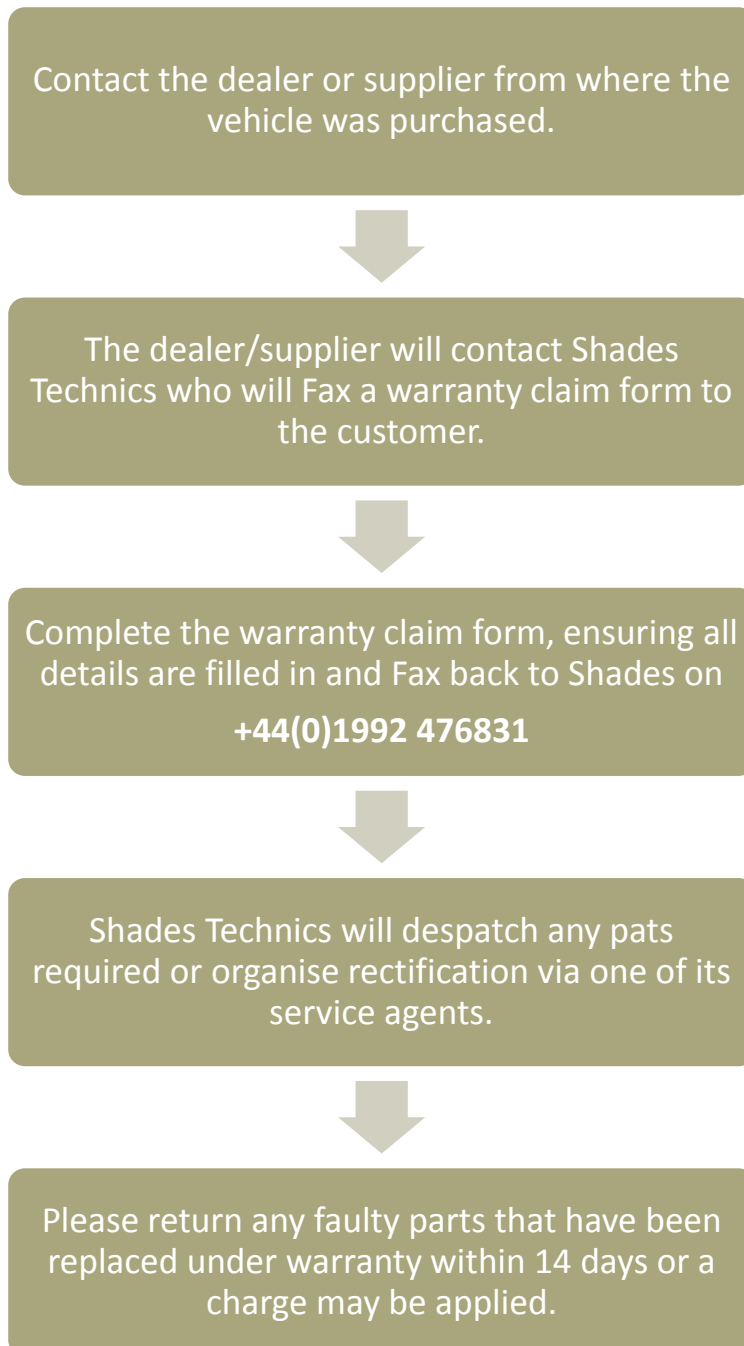 Contact the dealer or supplier from where the
vehicle was purchased.
The dealer/supplier will contact Shades
Technics who will Fax a warranty claim form to
the customer.
Complete the warranty claim form, ensuring all
details are filled in and Fax back to Shades on
+44(0)1992 476831
Shades Technics will despatch any pats
required or organise rectification via one of its
service agents.
Please return any faulty parts that have been
replaced under warranty within 14 days or a
charge may be applied.